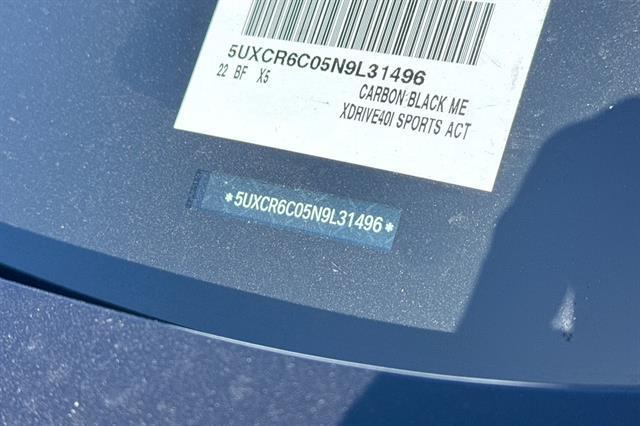 5UXCR6C05N9L31496
22 BF X5
CARBON BLACK ME
XDRIVE40I SPORTS ACT
*5UXCR6C05N9L31496*